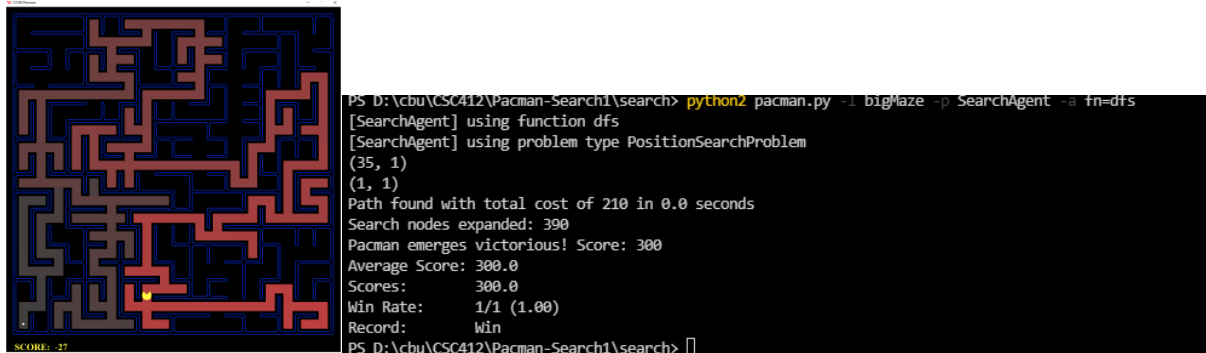 CS188 Pacman
SCORE: -27
PS D:\cbu\CSC412\Pacman-Search1\search> python2 pacman.py -l bigMaze -p SearchAgent -a fn=dfs
[SearchAgent] using function dfs
[SearchAgent] using problem type PositionSearchProblem
(35, 1)
(1, 1)
Path found with total cost of 210 in 0.0 seconds
Search nodes expanded: 390
Pacman emerges victorious! Score: 300
Average Score: 300.0
Scores:        300.0
Win Rate:      1/1 (1.00)
Record:        Win
PS D:\cbu\CSC412\Pacman-Search1\search>